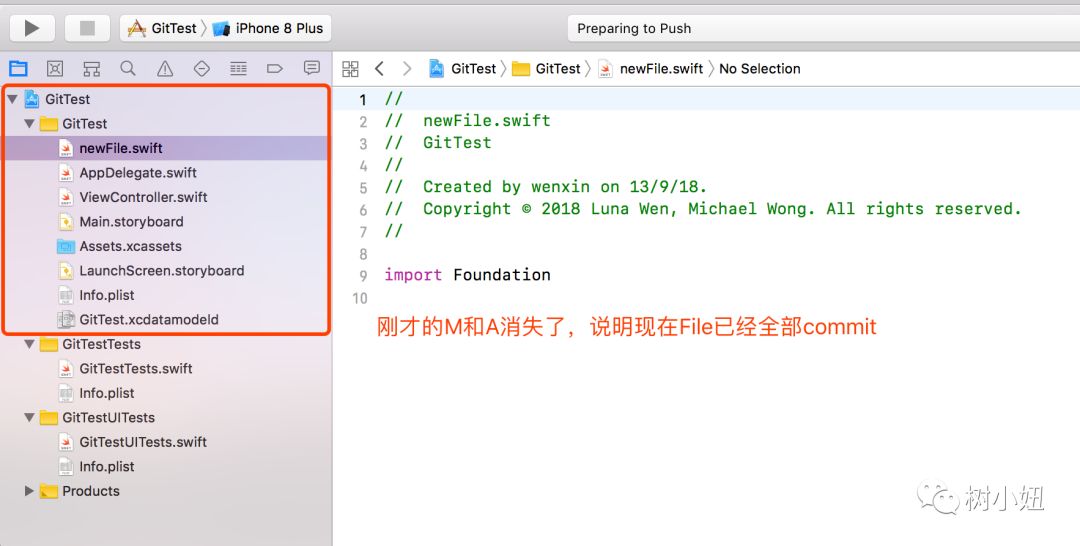 GitTest iPhone 8 Plus
Preparing to Push
GitTest GitTest newFile.swift No Selection
GitTest
GitTest
newFile.swift
AppDelegate.swift
ViewController.swift
Main.storyboard
Assets.xcassets
LaunchScreen.storyboard
Info.plist
GitTest.xcdatamodeld
GitTestTests
GitTestTests.swift
Info.plist
GitTestUITests
GitTestUITests.swift
Info.plist
Products
1 //
2 // newFile.swift
3 // GitTest
4 //
5 // Created by wenxin on 13/9/18.
6 // Copyright © 2018 Luna Wen, Michael Wong. All rights reserved.
7 //
8
9 import Foundation
10
刚才的M和A消失了，说明现在File已经全部commit
树小妞